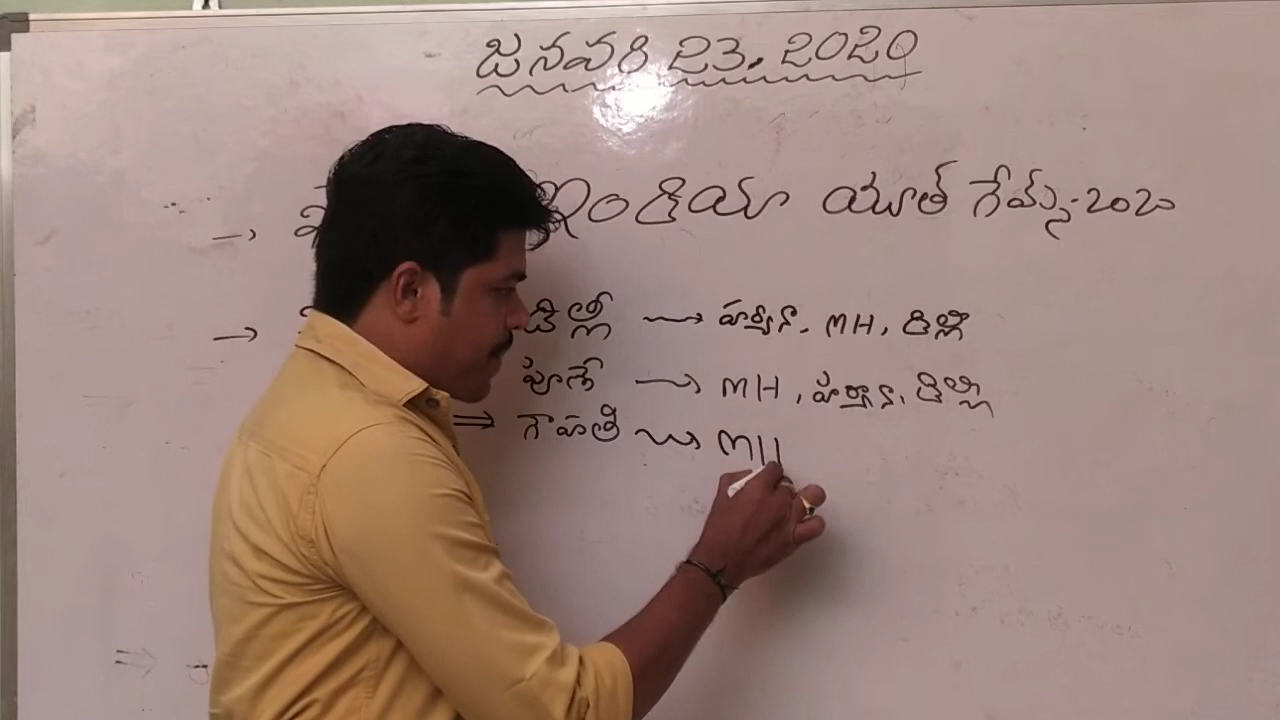 జనవరి 23, 2020
→ ఇండియా యూత్ గేమ్స్-2020
→ ఢిల్లీ → హర్యానా, MH, ఢిల్లీ
పూణే → MH, హర్యానా, ఢిల్లీ
⇒ గౌహతి → MH